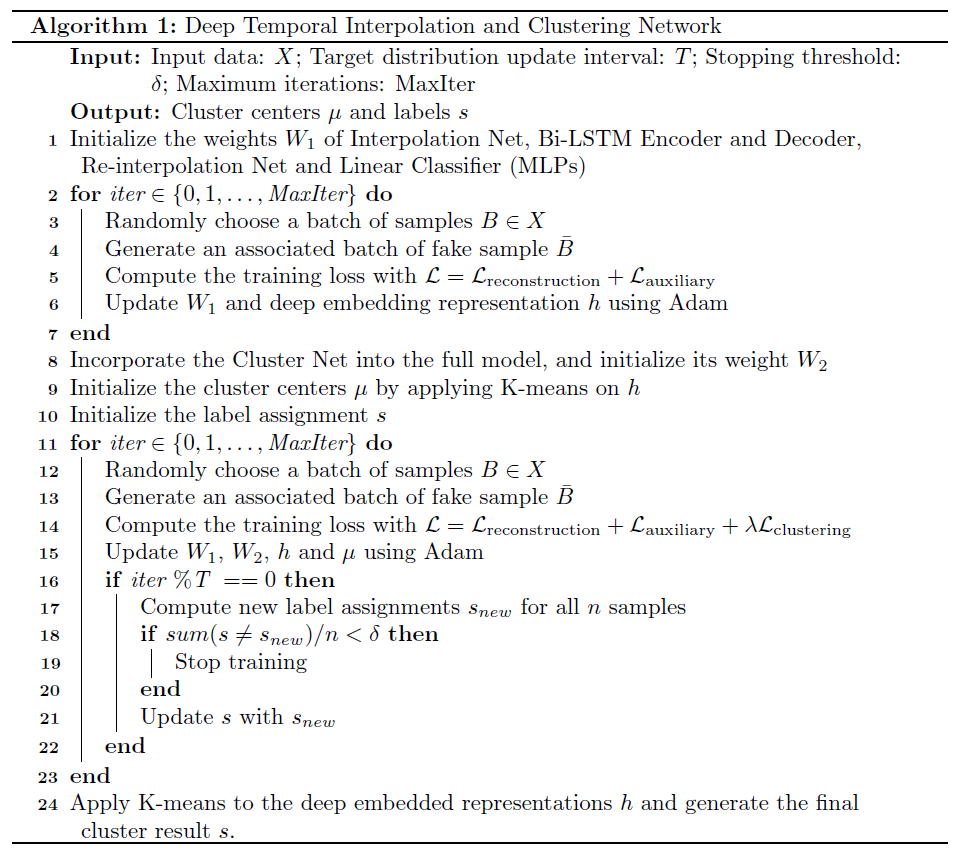 Algorithm 1: Deep Temporal Interpolation and Clustering Network
Input: Input data: X; Target distribution update interval: T; Stopping threshold:
δ; Maximum iterations: MaxIter
Output: Cluster centers μ and labels s
1 Initialize the weights W₁ of Interpolation Net, Bi-LSTM Encoder and Decoder,
Re-interpolation Net and Linear Classifier (MLPs)
2 for iter ∈ {0, 1, . . . , MaxIter} do
3 Randomly choose a batch of samples B ∈ X
4 Generate an associated batch of fake sample B̄
5 Compute the training loss with ℒ = ℒreconstruction + ℒauxiliary
6 Update W₁ and deep embedding representation h using Adam
7 end
8 Incorporate the Cluster Net into the full model, and initialize its weight W₂
9 Initialize the cluster centers μ by applying K-means on h
10 Initialize the label assignment s
11 for iter ∈ {0, 1, . . . , MaxIter} do
12 Randomly choose a batch of samples B ∈ X
13 Generate an associated batch of fake sample B̄
14 Compute the training loss with ℒ = ℒreconstruction + ℒauxiliary + λℒclustering
15 Update W₁, W₂, h and μ using Adam
16 if iter % T == 0 then
17 Compute new label assignments snew for all n samples
18 if sum(s ≠ snew)/n < δ then
19 Stop training
20 end
21 Update s with snew
22 end
23 end
24 Apply K-means to the deep embedded representations h and generate the final
cluster result s.